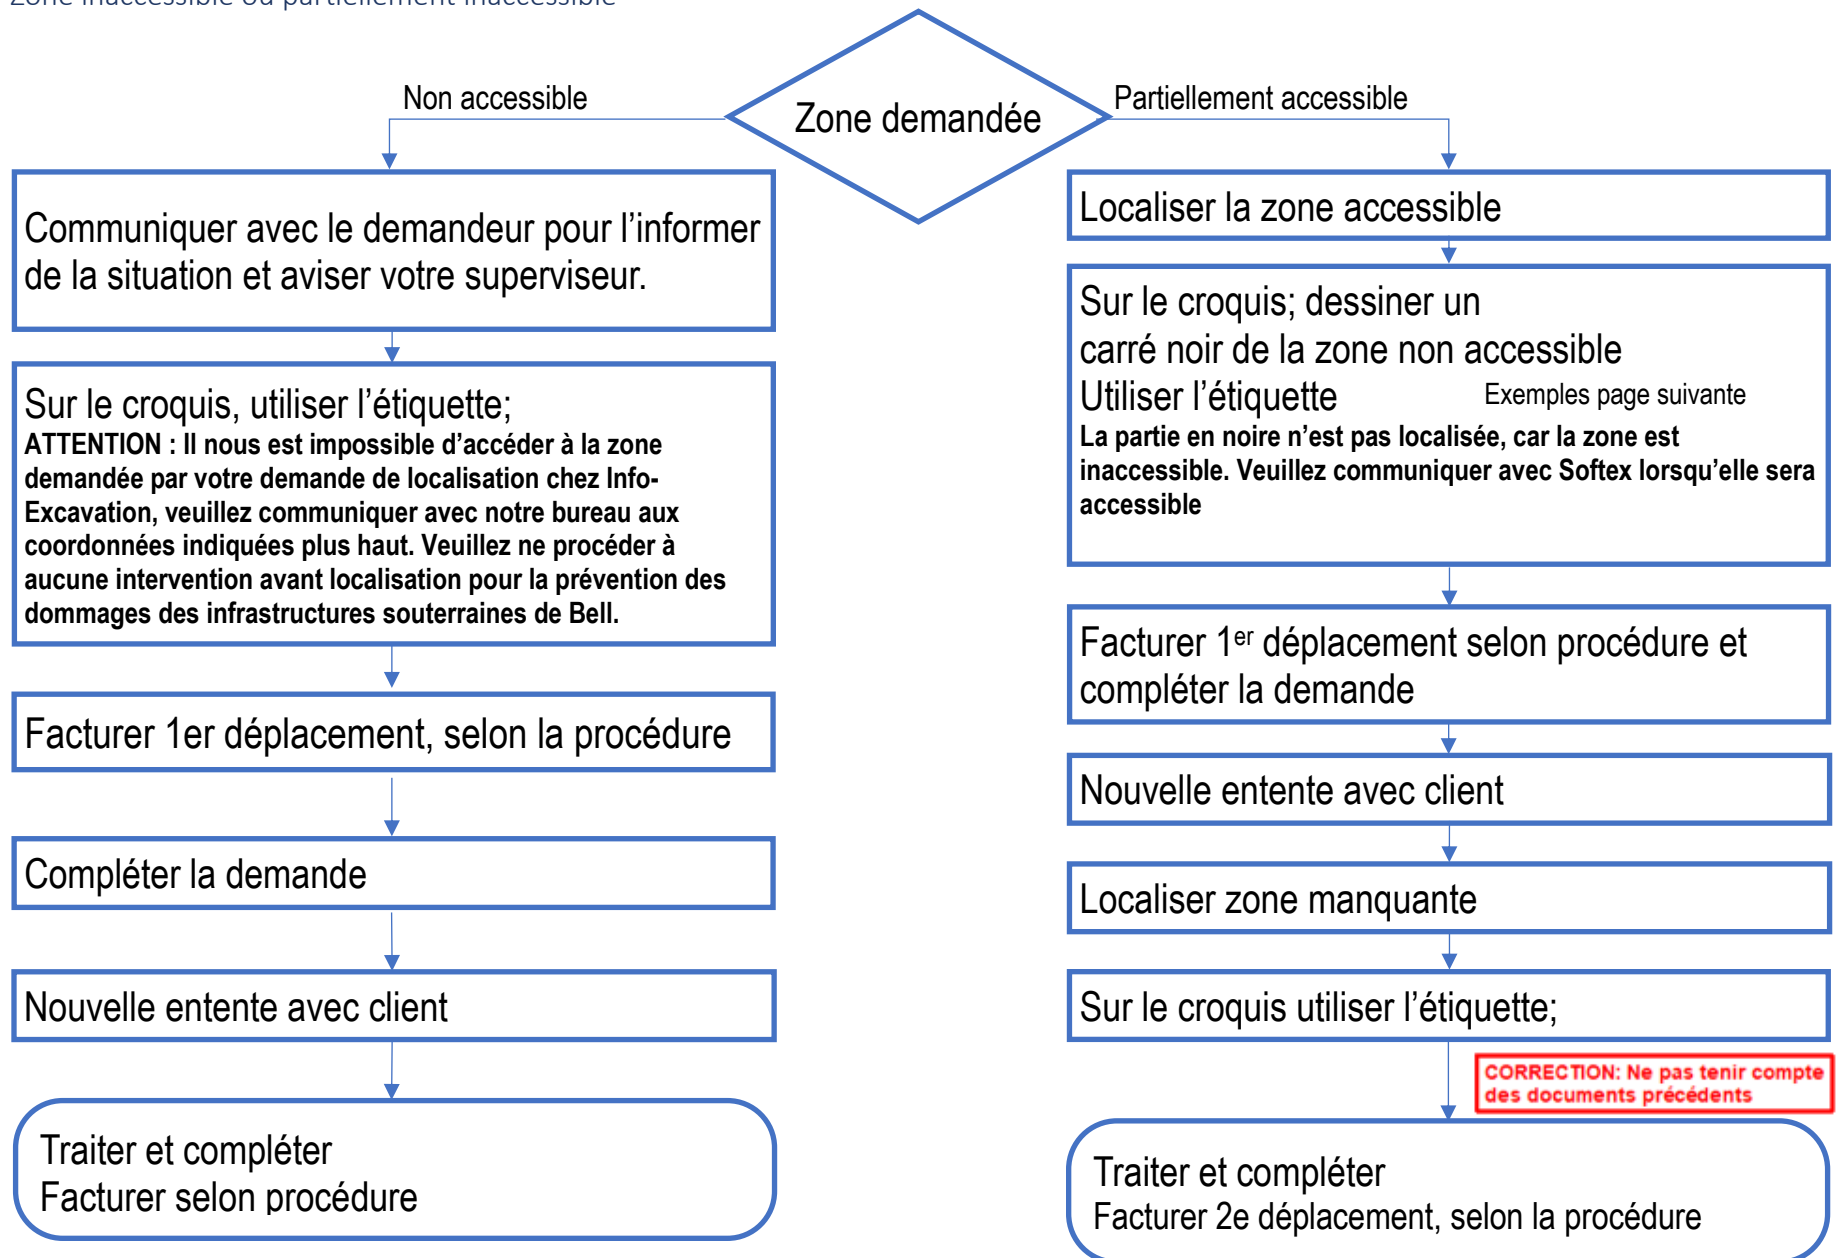 Zone inaccessible ou partiellement inaccessible
Zone demandée
Non accessible
Communiquer avec le demandeur pour l’informer
de la situation et aviser votre superviseur.
Sur le croquis, utiliser l’étiquette;
ATTENTION : Il nous est impossible d’accéder à la zone
demandée par votre demande de localisation chez Info-
Excavation, veuillez communiquer avec notre bureau aux
coordonnées indiquées plus haut. Veuillez ne procéder à
aucune intervention avant localisation pour la prévention des
dommages des infrastructures souterraines de Bell.
Facturer 1er déplacement, selon la procédure
Compléter la demande
Nouvelle entente avec client
Traiter et compléter
Facturer selon procédure
Partiellement accessible
Localiser la zone accessible
Sur le croquis; dessiner un
carré noir de la zone non accessible
Utiliser l’étiquette Exemples page suivante
La partie en noire n’est pas localisée, car la zone est
inaccessible. Veuillez communiquer avec Softex lorsqu’elle sera
accessible
Facturer 1er déplacement selon procédure et
compléter la demande
Nouvelle entente avec client
Localiser zone manquante
Sur le croquis utiliser l’étiquette;
CORRECTION: Ne pas tenir compte
des documents précédents
Traiter et compléter
Facturer 2e déplacement, selon la procédure